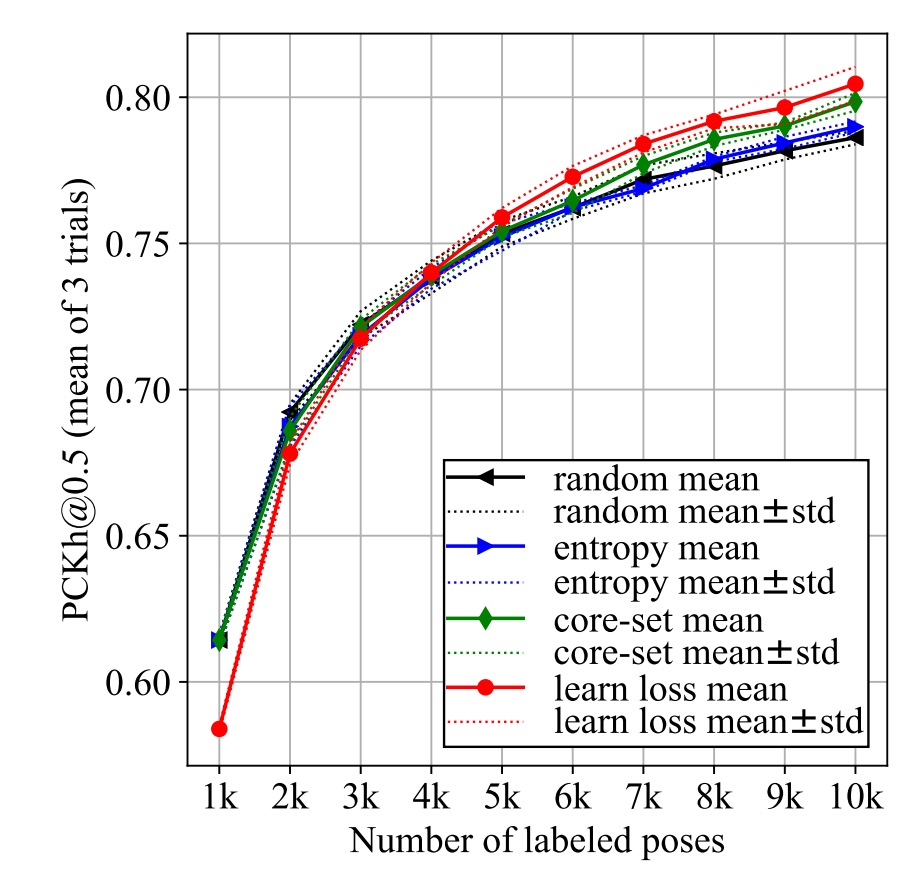 0.80
0.75
0.70
0.65
0.60
PCKh@0.5 (mean of 3 trials)
random mean
random mean±std
entropy mean
entropy mean±std
core-set mean
core-set mean±std
learn loss mean
learn loss mean±std
1k 2k 3k 4k 5k 6k 7k 8k 9k 10k
Number of labeled poses